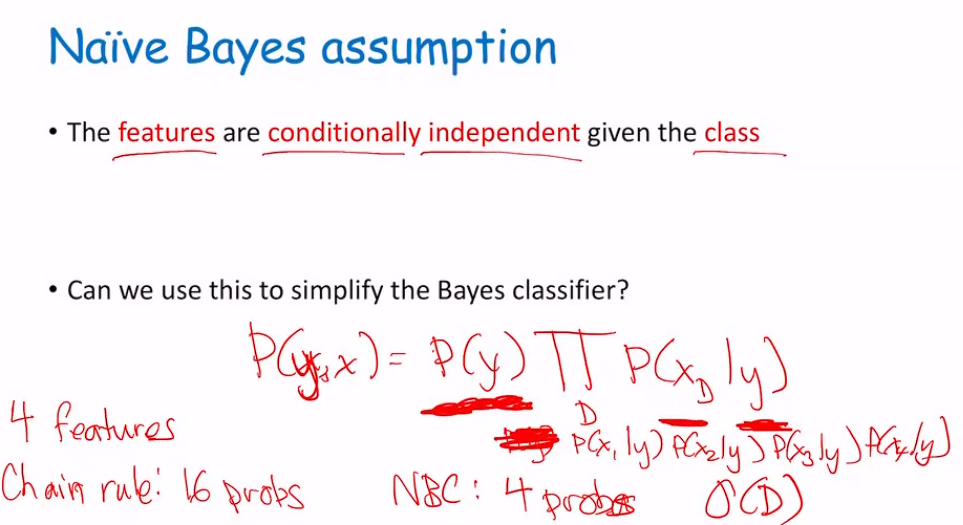 Naïve Bayes assumption
• The features are conditionally independent given the class
• Can we use this to simplify the Bayes classifier?
P(y, x) = P(y) ∏ P(x_D | y)
D
4 features
P(x₁|y) P(x₂|y) P(x₃|y) P(x₄|y)
Chain rule: 16 probs NBC: 4 probs O(D)